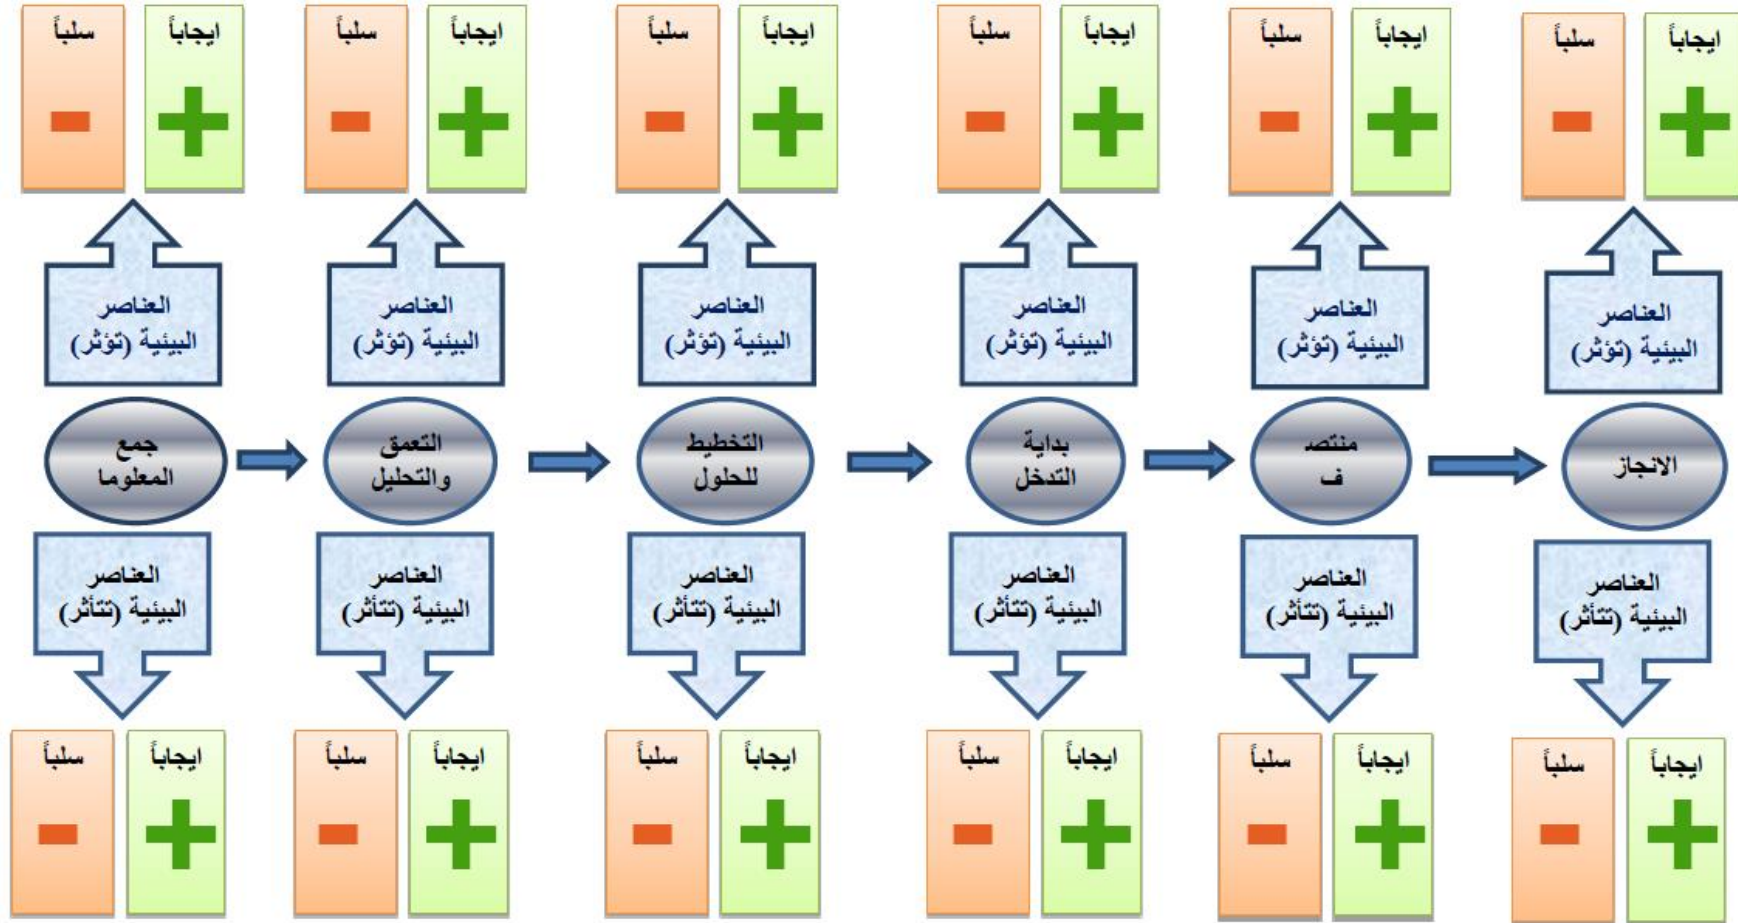 سلباً
ايجاباً
سلباً
ايجاباً
سلباً
ايجاباً
سلباً
ايجاباً
سلباً
ايجاباً
سلباً
ايجاباً
العناصر
البيئية (تؤثر)
العناصر
البيئية (تؤثر)
العناصر
البيئية (تؤثر)
العناصر
البيئية (تؤثر)
العناصر
البيئية (تؤثر)
العناصر
البيئية (تؤثر)
جمع
المعلوما
التعمق
والتحليل
التخطيط
للحلول
بداية
التدخل
منتص
ف
الانجاز
العناصر
البيئية (تتأثر)
العناصر
البيئية (تتأثر)
العناصر
البيئية (تتأثر)
العناصر
البيئية (تتأثر)
العناصر
البيئية (تتأثر)
العناصر
البيئية (تتأثر)
سلباً
ايجاباً
سلباً
ايجاباً
سلباً
ايجاباً
سلباً
ايجاباً
سلباً
ايجاباً
سلباً
ايجاباً